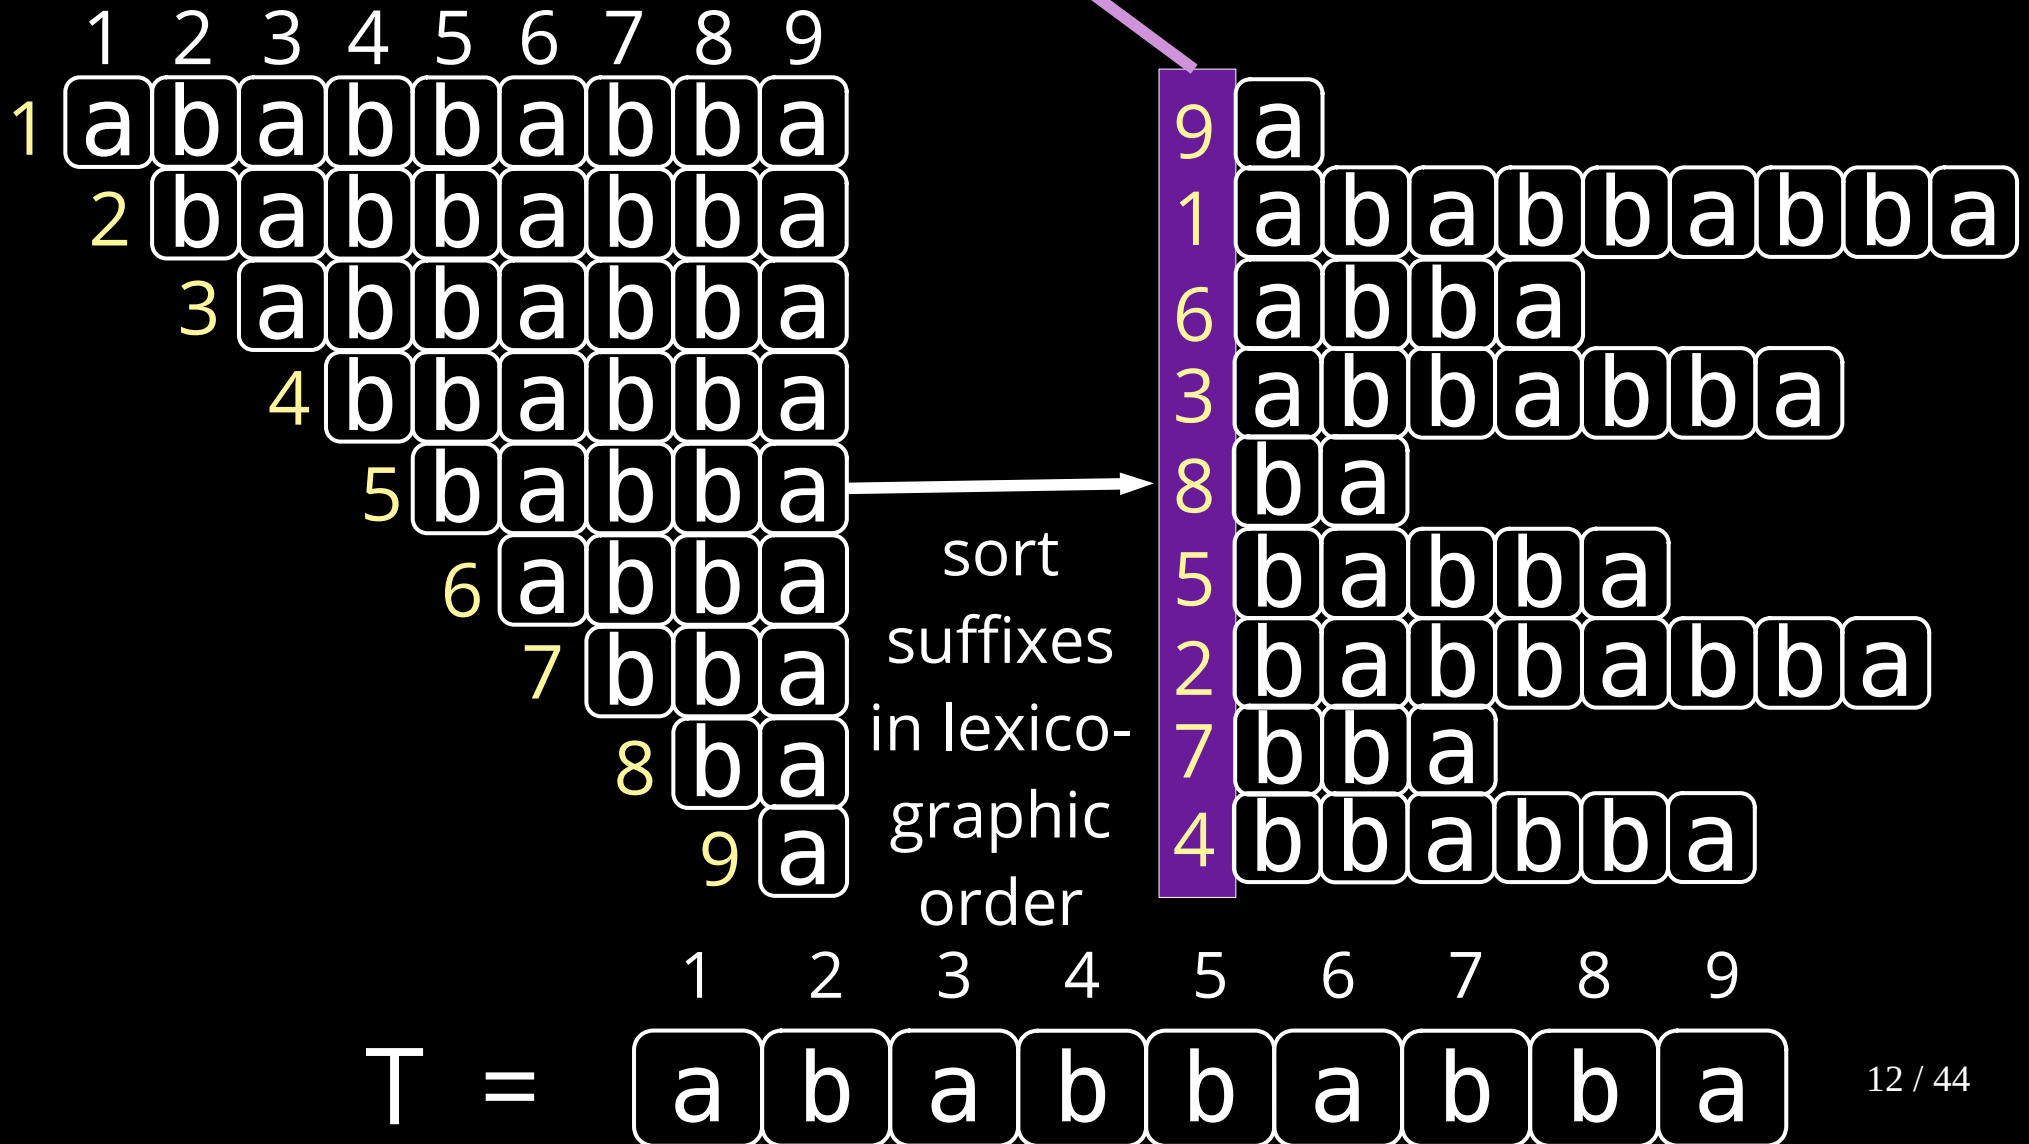 1 2 3 4 5 6 7 8 9
1 a b a b b a b b a
2 b a b b a b b a
3 a b b a b b a
4 b b a b b a
5 b a b b a
6 a b b a
7 b b a
8 b a
9 a
sort
suffixes
in lexico-
graphic
order
9 a
1 a b a b b a b b a
6 a b b a
3 a b b a b b a
8 b a
5 b a b b a
2 b a b b a b b a
7 b b a
4 b b a b b a
1 2 3 4 5 6 7 8 9
T = a b a b b a b b a
12 / 44